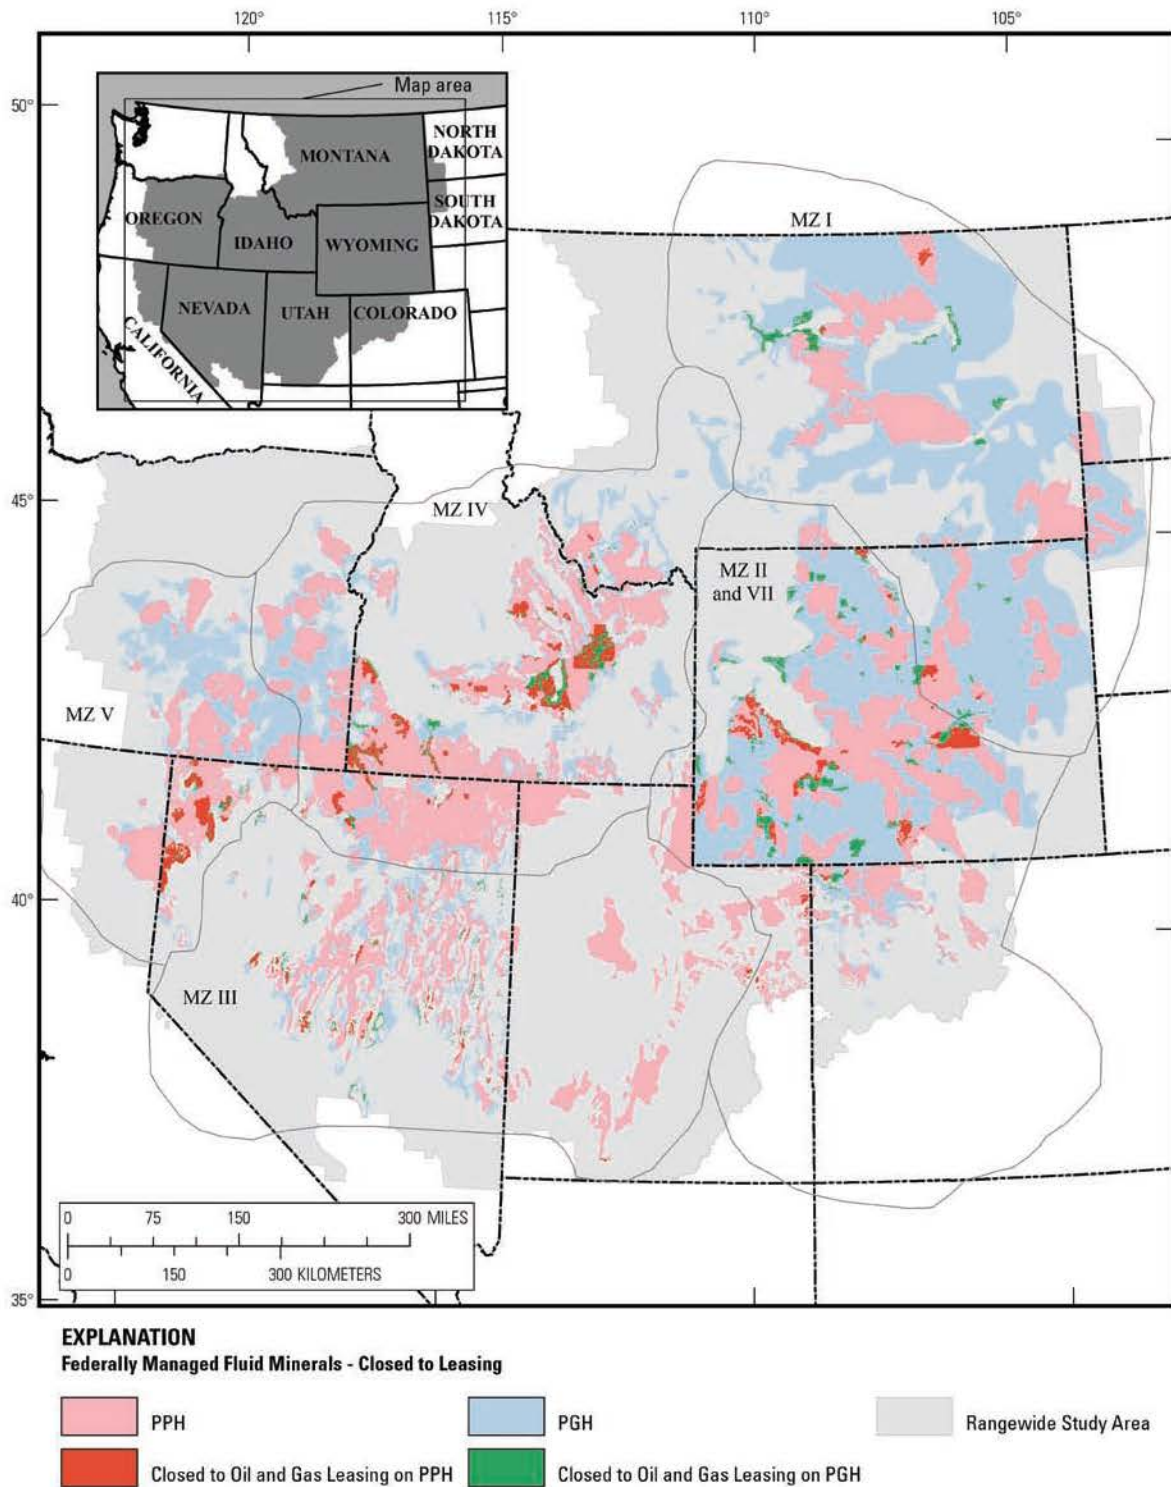 120° 115° 110° 105°
50°
45°
40°
35°
Map area
NORTH
DAKOTA
MONTANA
SOUTH
DAKOTA
OREGON
IDAHO
WYOMING
NEVADA
UTAH
COLORADO
CALIFORNIA
MZ I
MZ IV
MZ II
and VII
MZ V
MZ III
0 75 150 300 MILES
0 150 300 KILOMETERS
EXPLANATION
Federally Managed Fluid Minerals - Closed to Leasing
PPH PGH Rangewide Study Area
Closed to Oil and Gas Leasing on PPH Closed to Oil and Gas Leasing on PGH